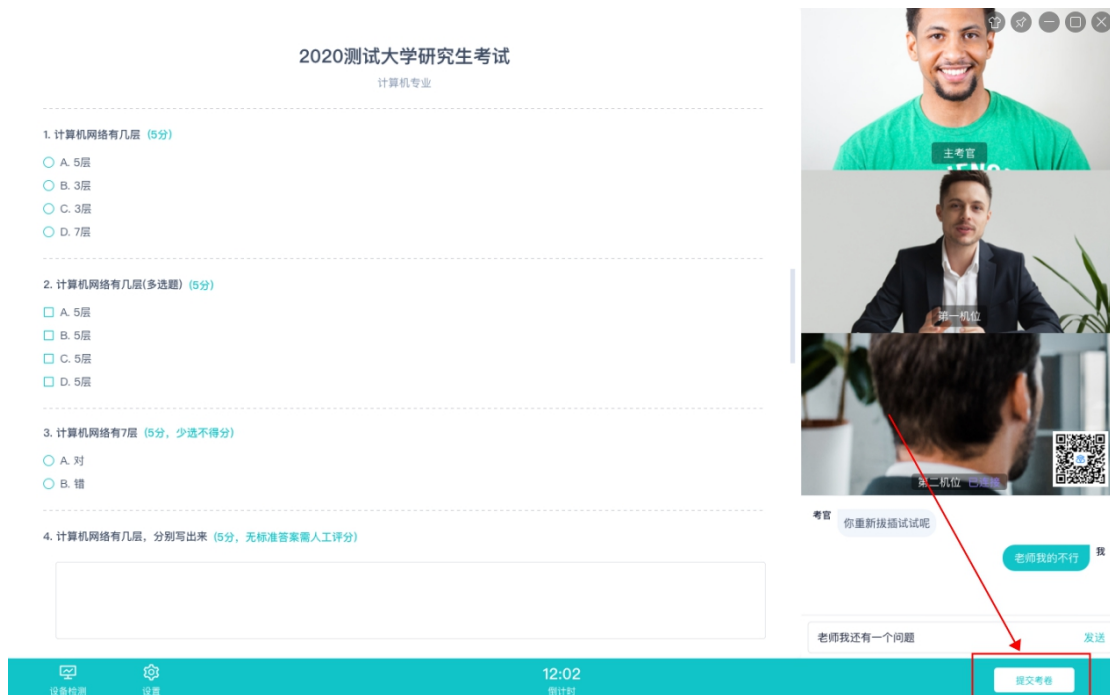 2020测试大学研究生考试
计算机专业
1. 计算机网络有几层 (5分)
A. 5层
B. 3层
C. 3层
D. 7层
2. 计算机网络有几层(多选题) (5分)
A. 5层
B. 5层
C. 5层
D. 5层
3. 计算机网络有7层 (5分，少选不得分)
A. 对
B. 错
4. 计算机网络有几层，分别写出来 (5分，无标准答案需人工评分)
主考官
第一机位
第二机位 已连接
考官
你重新拔插试试呢
我
老师我的不行
老师我还有一个问题
发送
设备检测
设置
12:02
倒计时
提交考卷